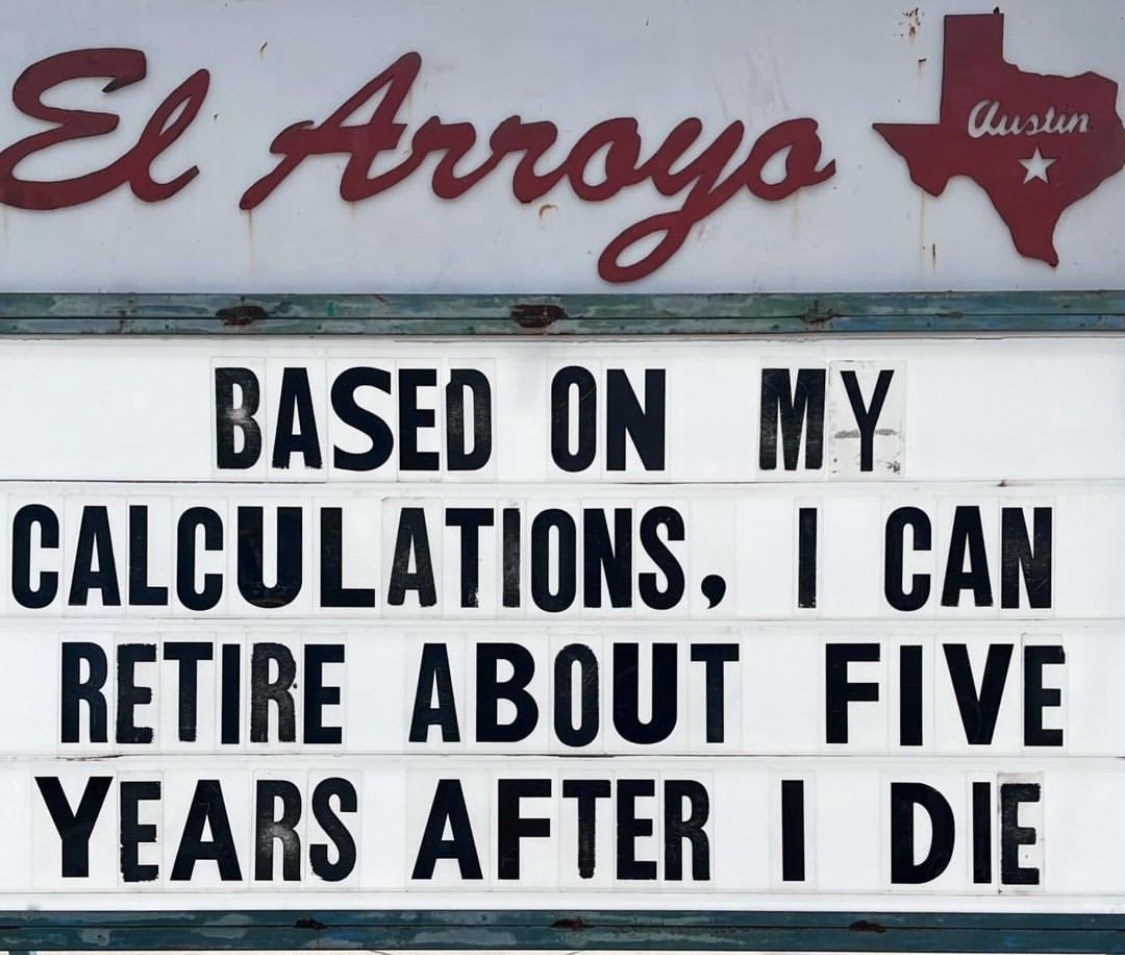 El Arroyo
Austin
BASED ON MY
CALCULATIONS, I CAN
RETIRE ABOUT FIVE
YEARS AFTER I DIE